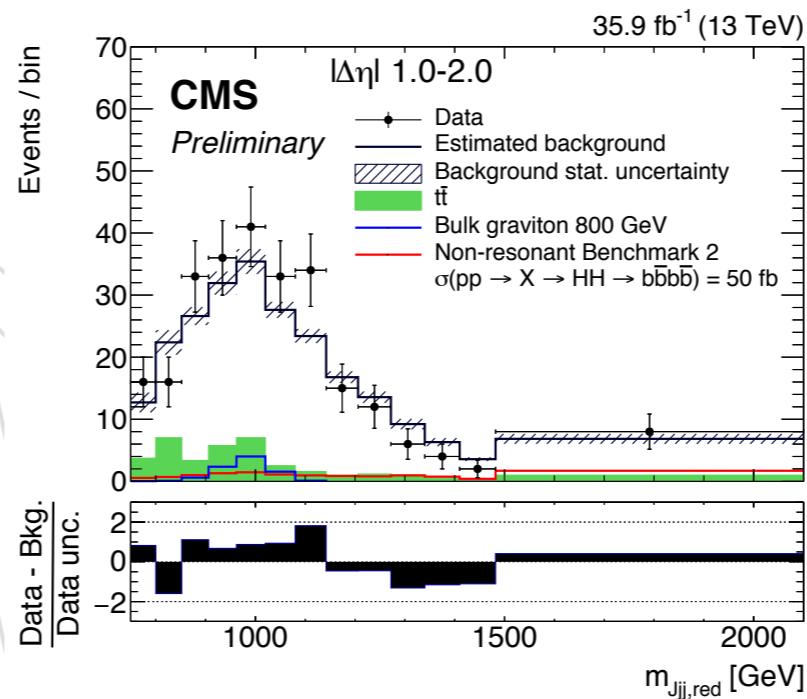 35.9 fb⁻¹ (13 TeV)
Events / bin
70
60
50
40
30
20
10
0
|Δη| 1.0-2.0
CMS
Preliminary
Data
Estimated background
Background stat. uncertainty
tt̅
Bulk graviton 800 GeV
Non-resonant Benchmark 2
σ(pp → X → HH → bb̅bb̅) = 50 fb
Data - Bkg.
Data unc.
2
0
−2
1000 1500 2000
m_Jjj,red [GeV]